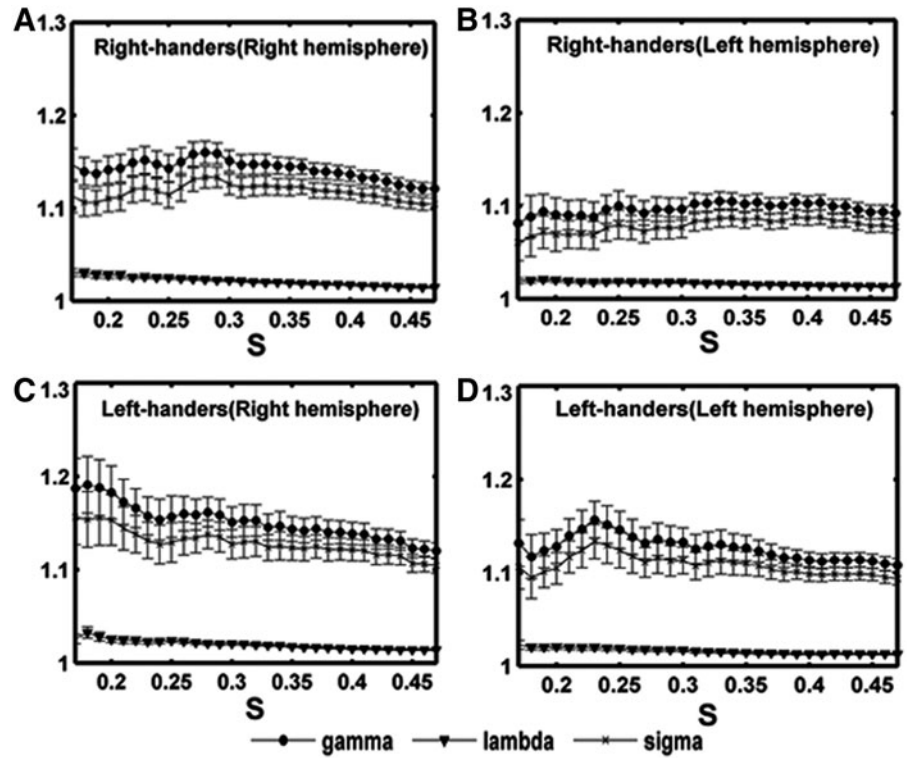 A
Right-handers(Right hemisphere)
1.3
1.2
1.1
1
0.2 0.25 0.3 0.35 0.4 0.45
S
B
Right-handers(Left hemisphere)
1.3
1.2
1.1
1
0.2 0.25 0.3 0.35 0.4 0.45
S
C
Left-handers(Right hemisphere)
1.3
1.2
1.1
1
0.2 0.25 0.3 0.35 0.4 0.45
S
D
Left-handers(Left hemisphere)
1.3
1.2
1.1
1
0.2 0.25 0.3 0.35 0.4 0.45
S
gamma lambda sigma